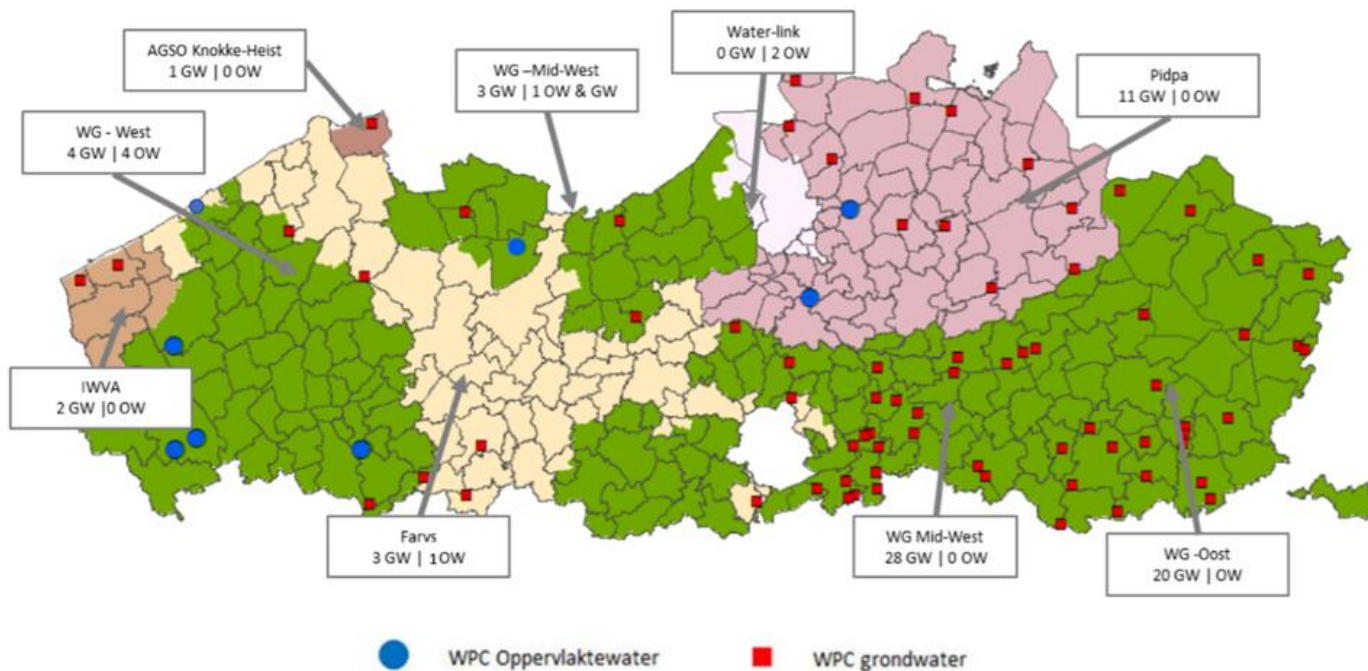 AGSO Knokke-Heist
1 GW | 0 OW
WG –Mid-West
3 GW | 1 OW & GW
Water-link
0 GW | 2 OW
Pidpa
11 GW | 0 OW
WG - West
4 GW | 4 OW
IWVA
2 GW |0 OW
Farvs
3 GW | 1OW
WG Mid-West
28 GW | 0 OW
WG -Oost
20 GW | OW
WPC Oppervlaktewater
WPC grondwater